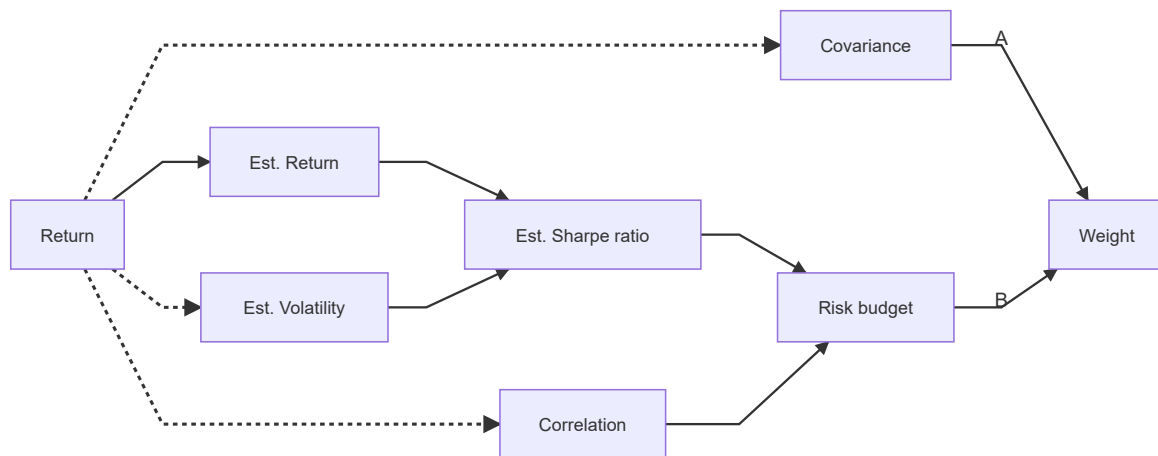 Covariance
A
Est. Return
Return
Est. Sharpe ratio
Weight
Est. Volatility
Risk budget
B
Correlation